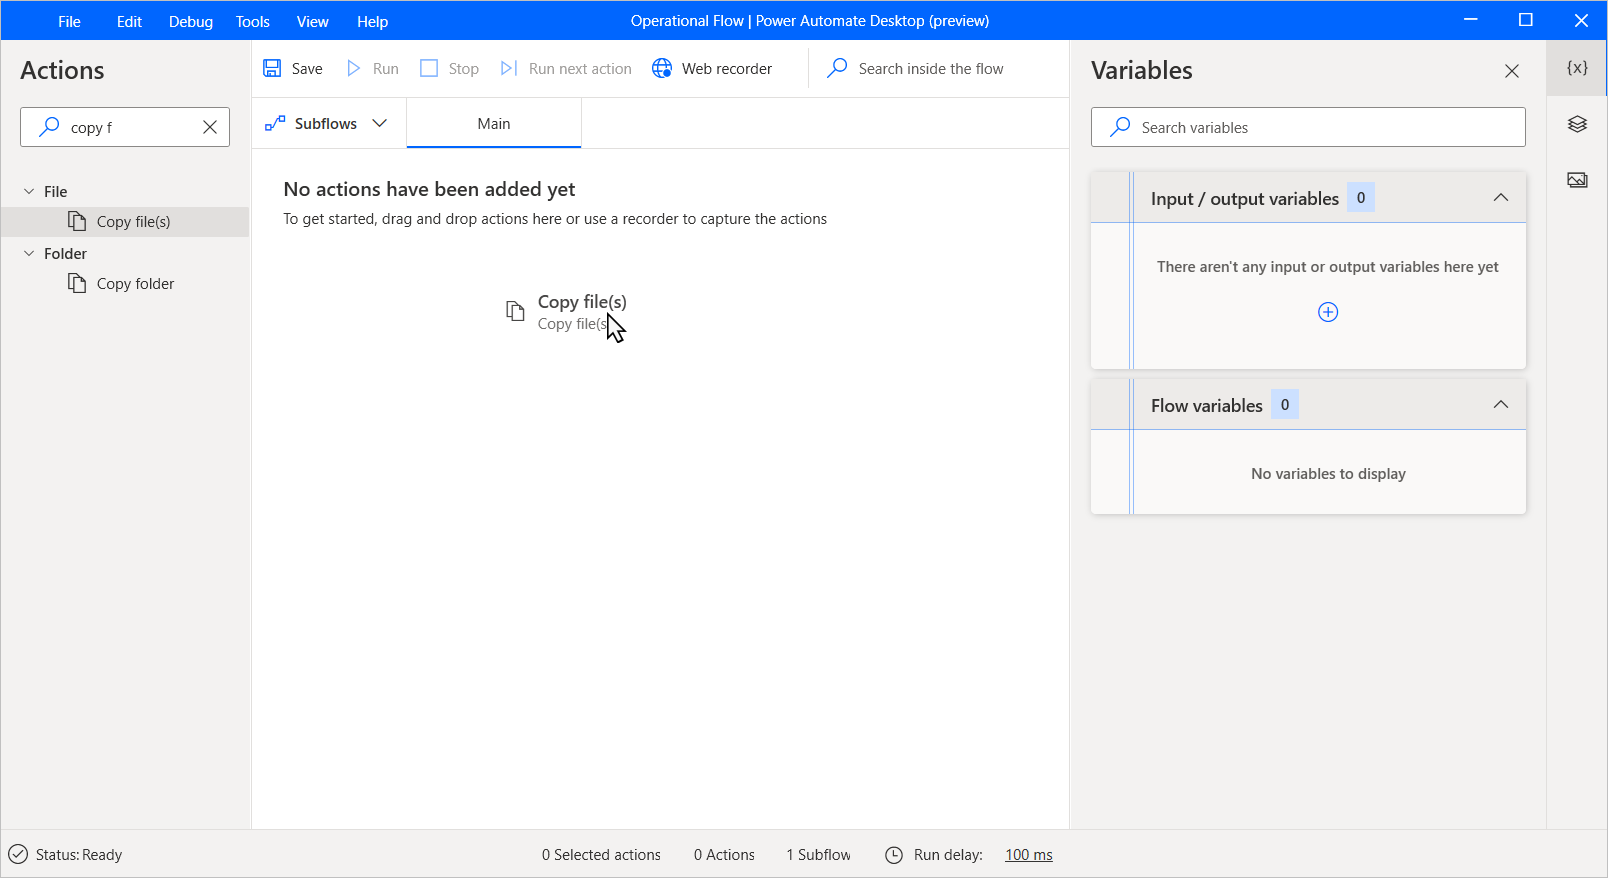 File Edit Debug Tools View Help
Operational Flow | Power Automate Desktop (preview)
Actions
copy f
File
Copy file(s)
Folder
Copy folder
Save Run Stop Run next action Web recorder Search inside the flow
Subflows Main
No actions have been added yet
To get started, drag and drop actions here or use a recorder to capture the actions
Copy file(s)
Copy file(s
Variables
Search variables
Input / output variables 0
There aren't any input or output variables here yet
Flow variables 0
No variables to display
{x}
Status: Ready 0 Selected actions 0 Actions 1 Subflow Run delay: 100 ms